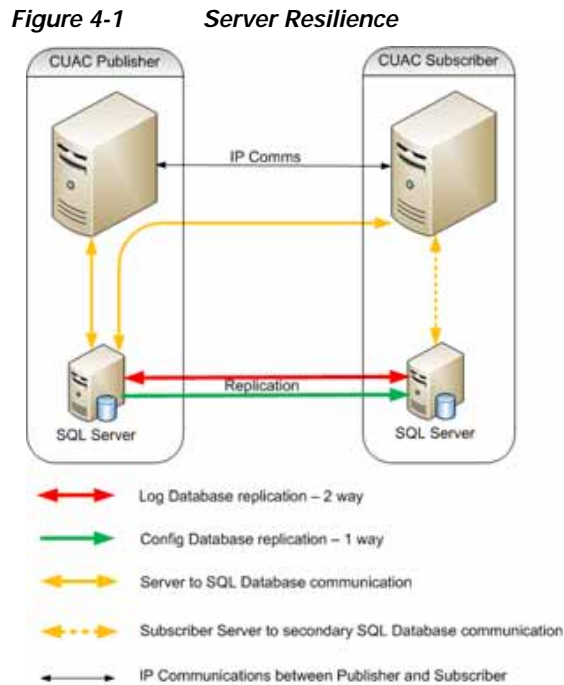 Figure 4-1 Server Resilience
CUAC Publisher
CUAC Subscriber
IP Comms
Replication
SQL Server
SQL Server
Log Database replication – 2 way
Config Database replication – 1 way
Server to SQL Database communication
Subscriber Server to secondary SQL Database communication
IP Communications between Publisher and Subscriber